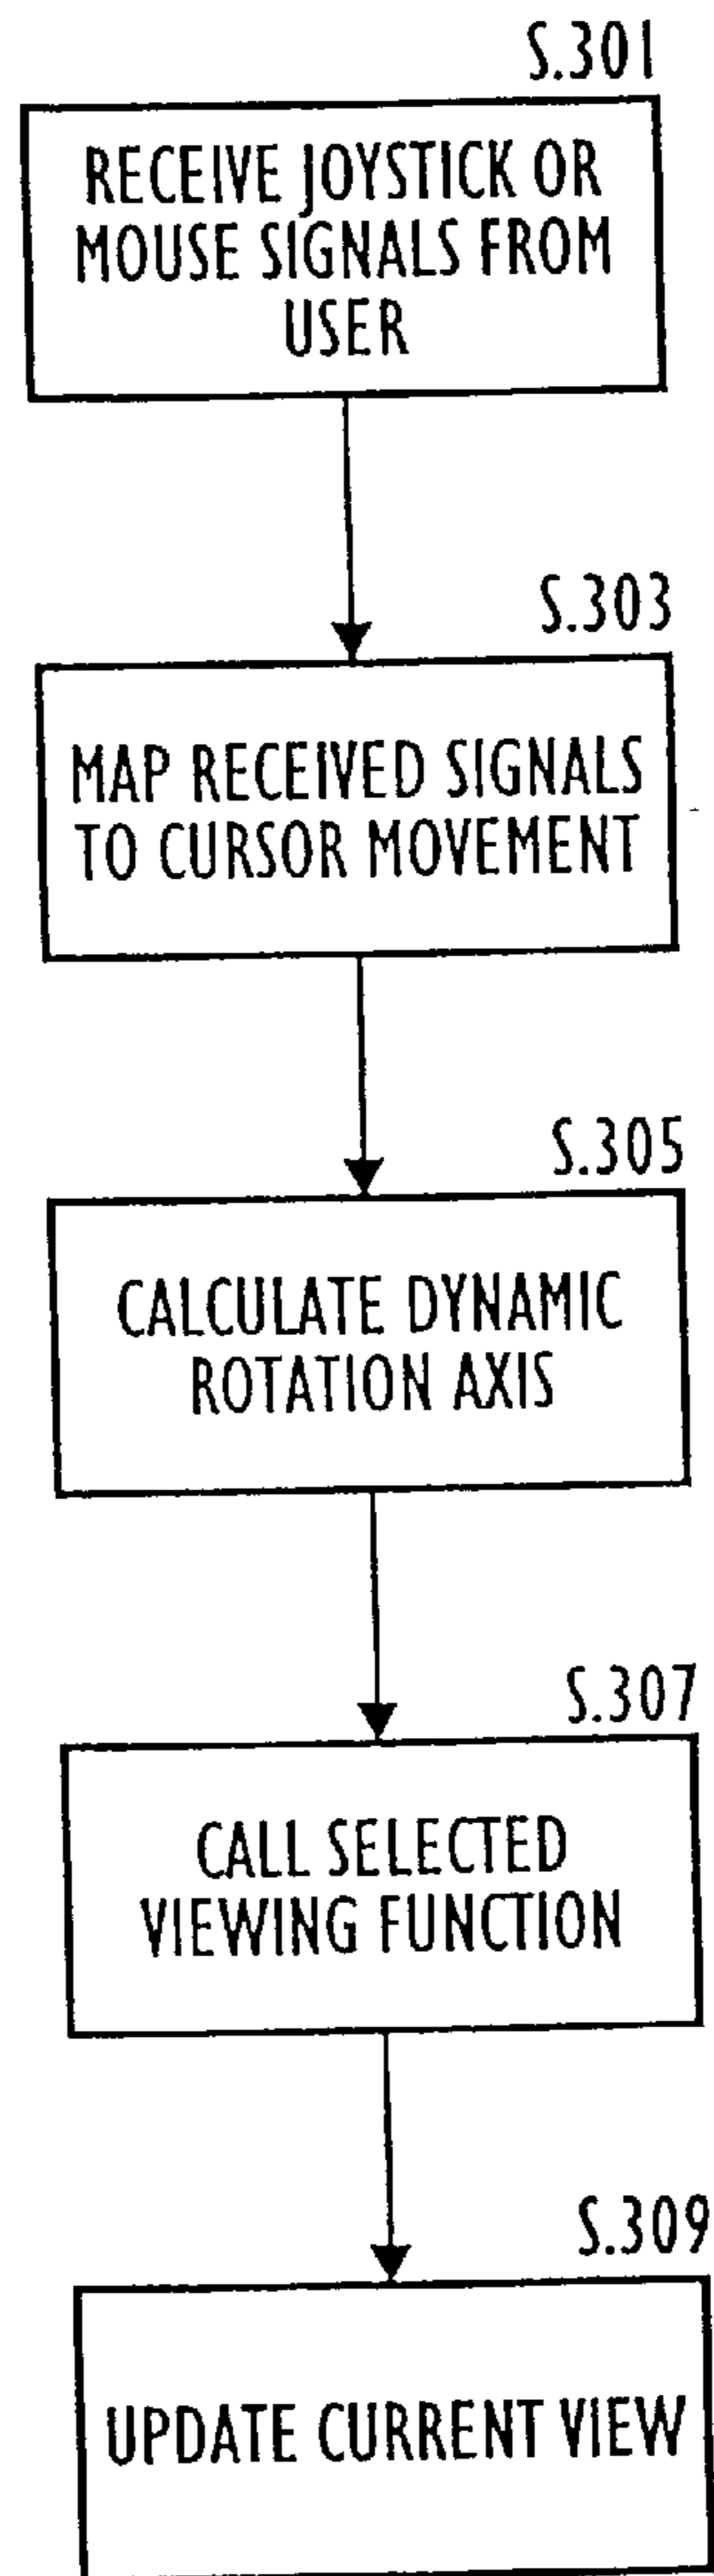 S.301
RECEIVE JOYSTICK OR
MOUSE SIGNALS FROM
USER
S.303
MAP RECEIVED SIGNALS
TO CURSOR MOVEMENT
S.305
CALCULATE DYNAMIC
ROTATION AXIS
S.307
CALL SELECTED
VIEWING FUNCTION
S.309
UPDATE CURRENT VIEW